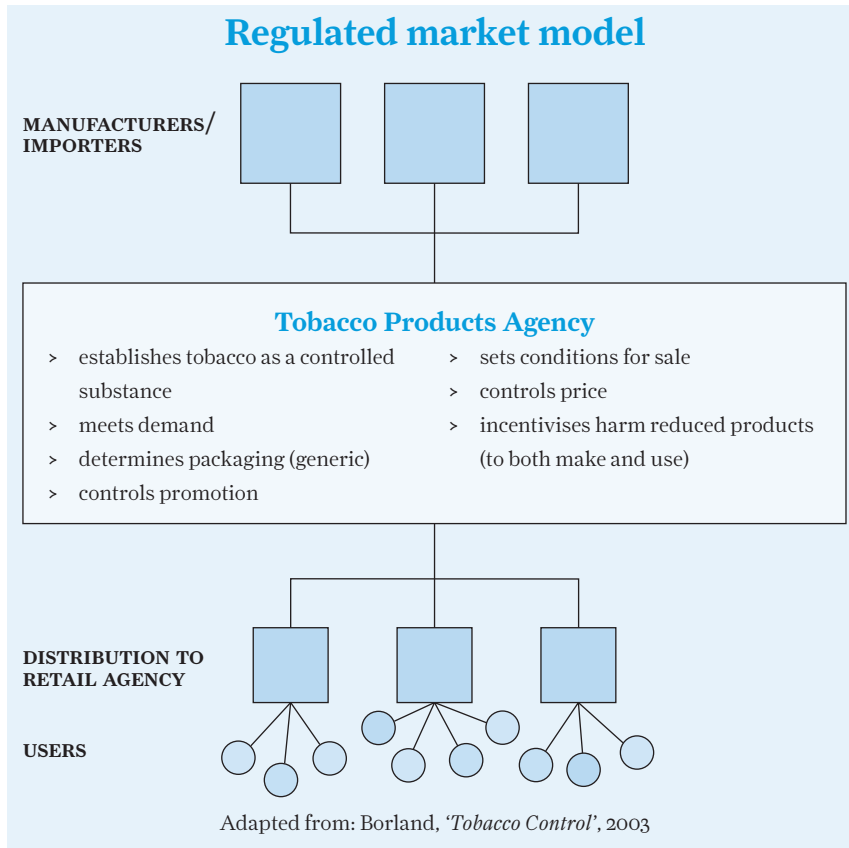 Regulated market model
MANUFACTURERS/
IMPORTERS
Tobacco Products Agency
> establishes tobacco as a controlled
substance
> meets demand
> determines packaging (generic)
> controls promotion
> sets conditions for sale
> controls price
> incentivises harm reduced products
(to both make and use)
DISTRIBUTION TO
RETAIL AGENCY
USERS
Adapted from: Borland, ‘Tobacco Control’, 2003